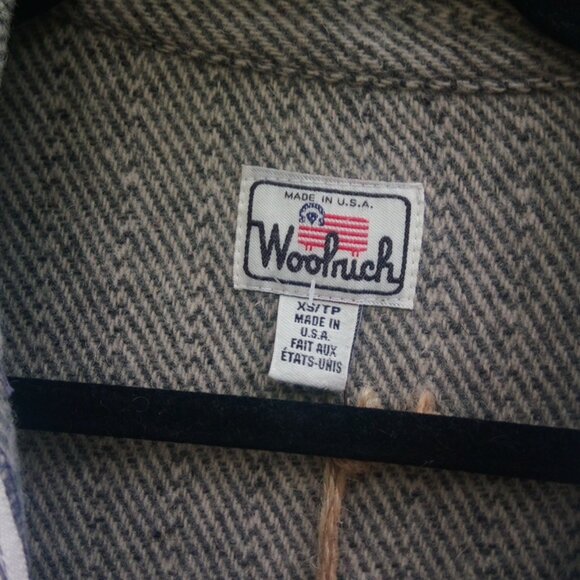 MADE IN U.S.A.
Woolrich
XS/TP
MADE IN
U.S.A.
FAIT AUX
ÉTATS-UNIS